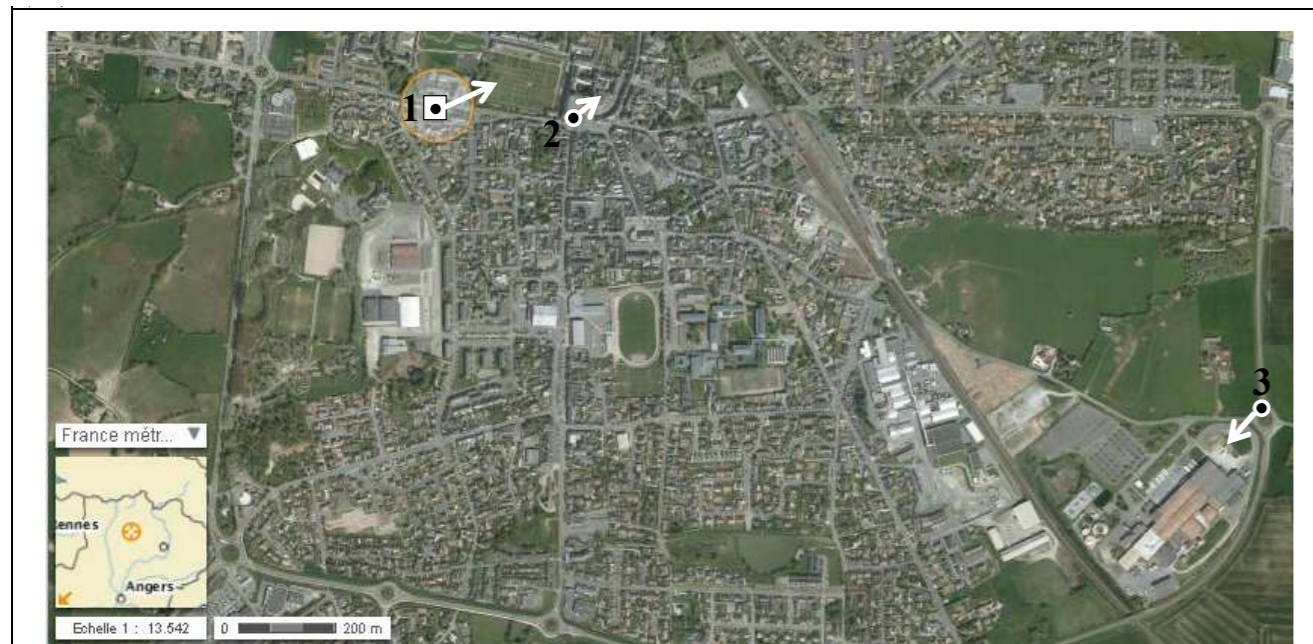 1
2
3
France métr...
ennes
Angers
Echelle 1 : 13.542
0 200 m